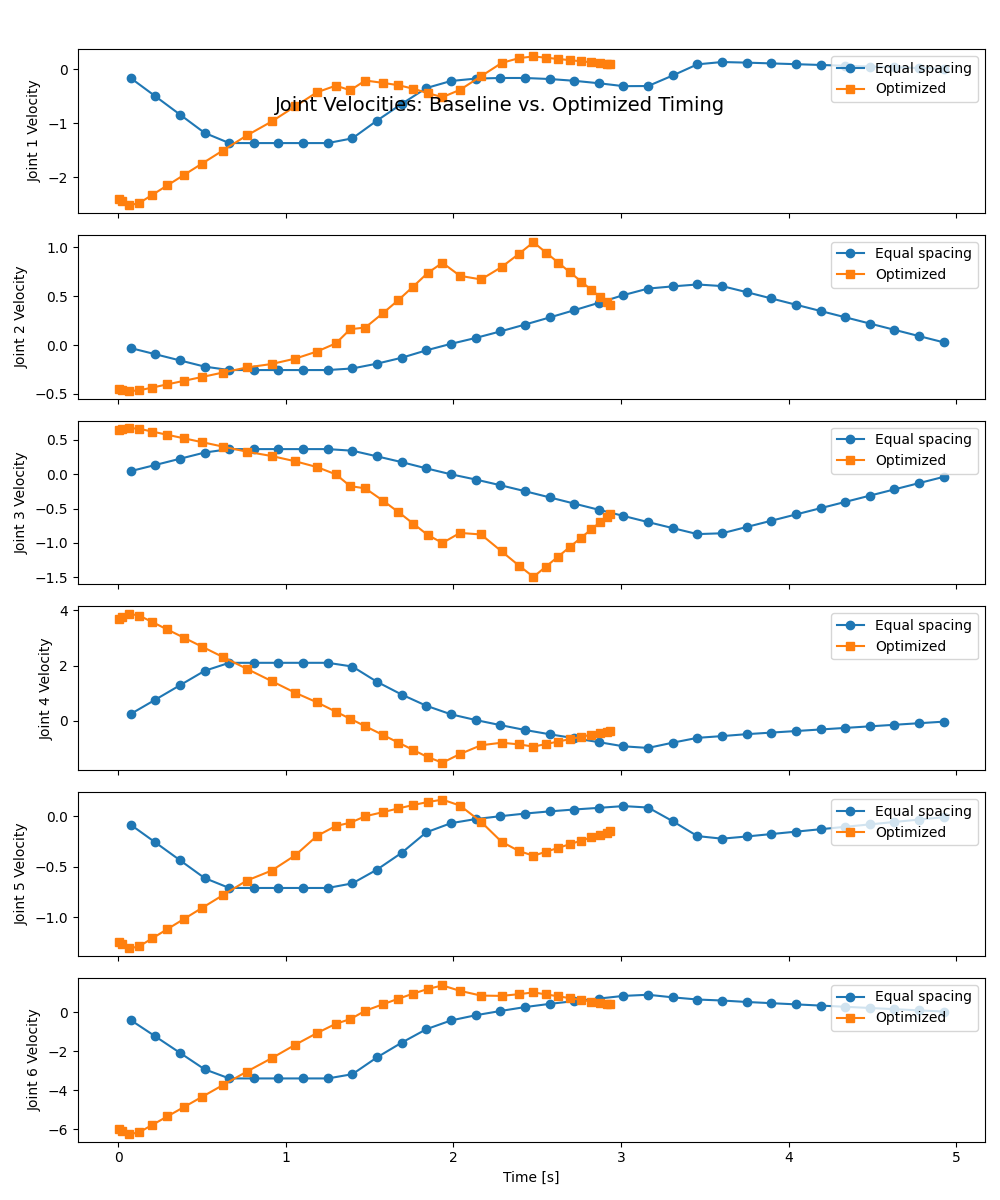 0
−1
−2
Joint 1 Velocity
Joint Velocities: Baseline vs. Optimized Timing
Equal spacing
Optimized
1.0
0.5
0.0
−0.5
Joint 2 Velocity
Equal spacing
Optimized
0.5
0.0
−0.5
−1.0
−1.5
Joint 3 Velocity
Equal spacing
Optimized
4
2
0
Joint 4 Velocity
Equal spacing
Optimized
0.0
−0.5
−1.0
Joint 5 Velocity
Equal spacing
Optimized
0
−2
−4
−6
Joint 6 Velocity
Equal spacing
Optimized
0 1 2 3 4 5
Time [s]